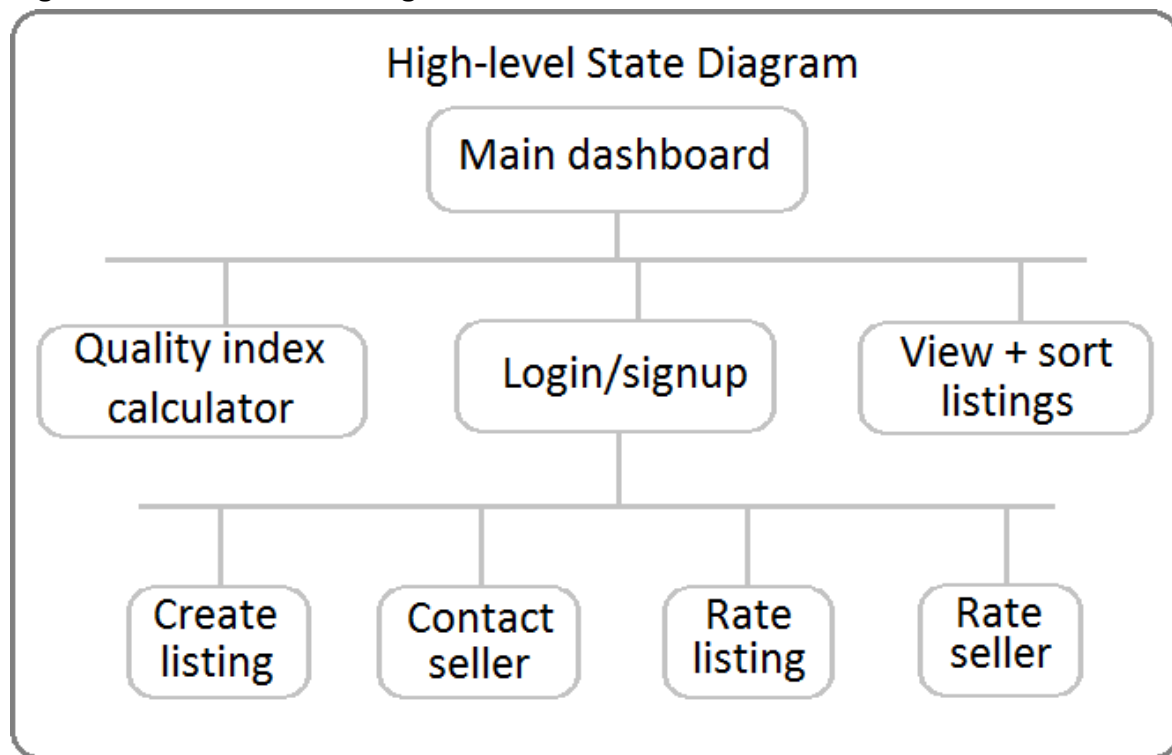 High-level State Diagram
Main dashboard
Quality index
calculator
Login/signup
View + sort
listings
Create
listing
Contact
seller
Rate
listing
Rate
seller